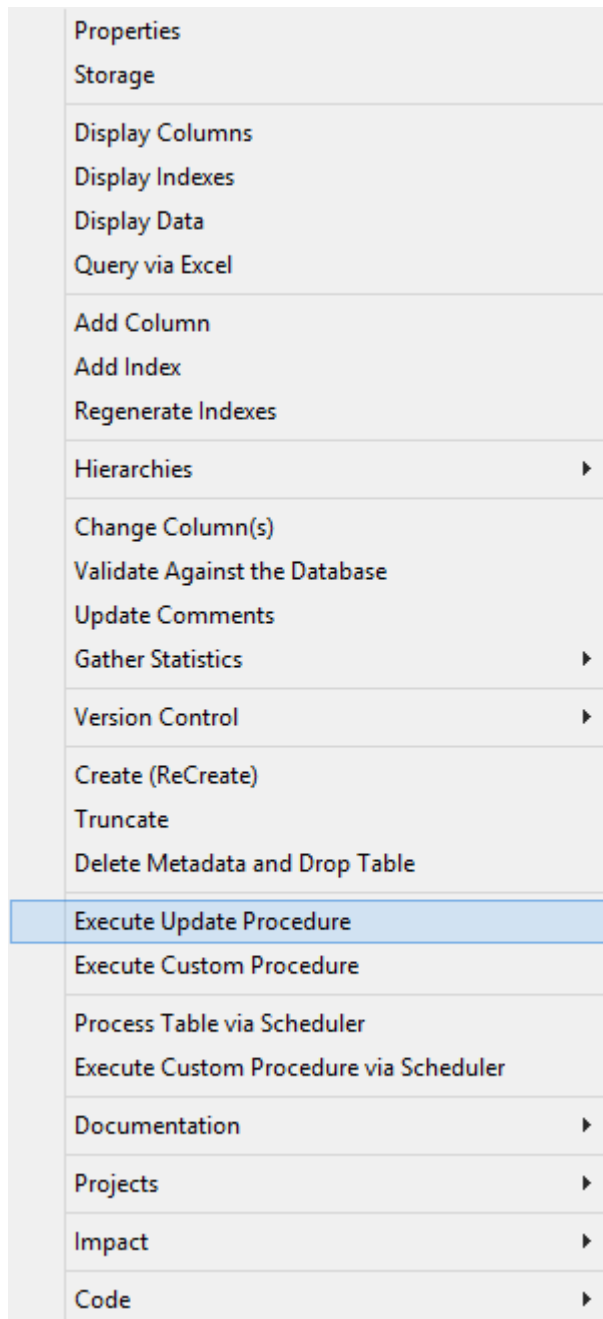 Properties
Storage
Display Columns
Display Indexes
Display Data
Query via Excel
Add Column
Add Index
Regenerate Indexes
Hierarchies
Change Column(s)
Validate Against the Database
Update Comments
Gather Statistics
Version Control
Create (ReCreate)
Truncate
Delete Metadata and Drop Table
Execute Update Procedure
Execute Custom Procedure
Process Table via Scheduler
Execute Custom Procedure via Scheduler
Documentation
Projects
Impact
Code